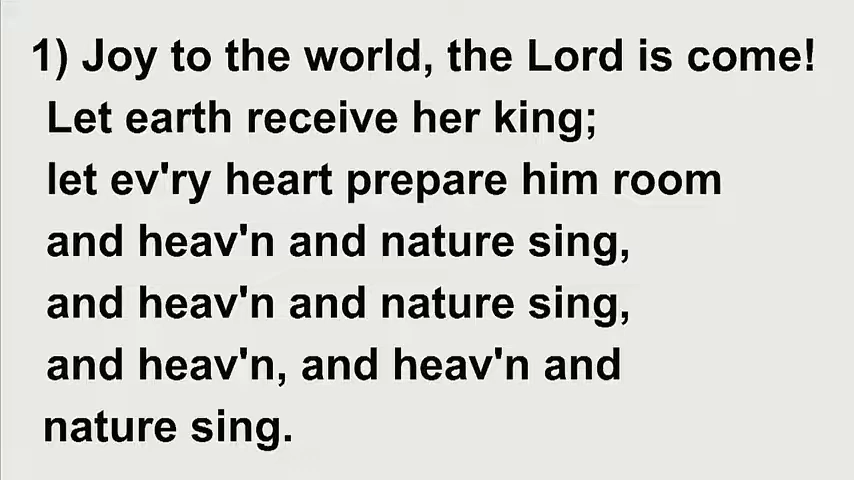 1) Joy to the world, the Lord is come!
Let earth receive her king;
let ev'ry heart prepare him room
and heav'n and nature sing,
and heav'n and nature sing,
and heav'n, and heav'n and
nature sing.